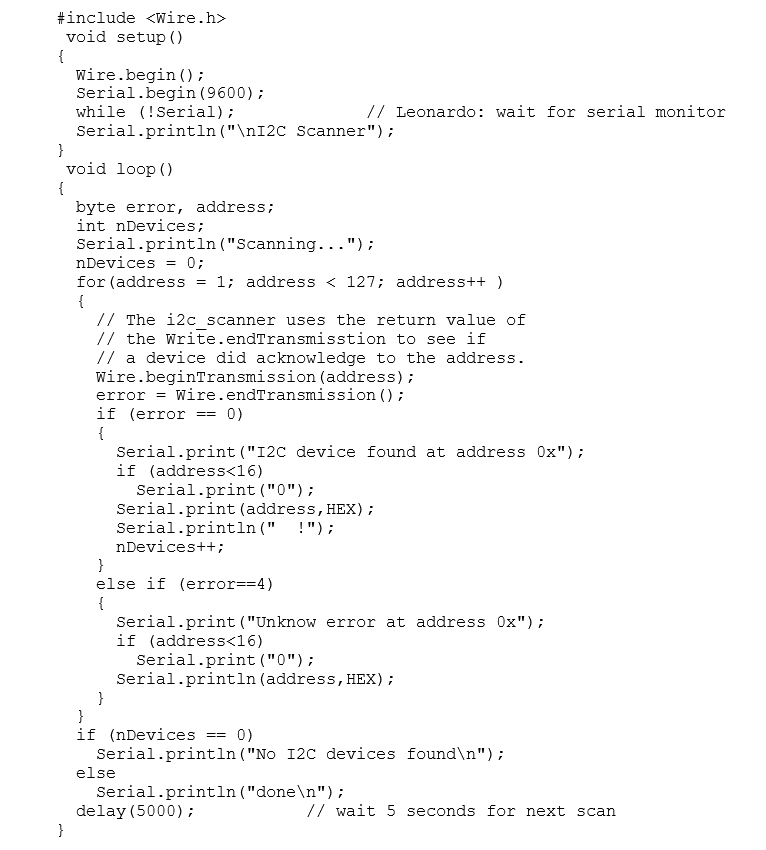 #include <Wire.h>
void setup()
{
Wire.begin();
Serial.begin(9600);
while (!Serial);             // Leonardo: wait for serial monitor
Serial.println("\nI2C Scanner");
}
void loop()
{
byte error, address;
int nDevices;
Serial.println("Scanning...");
nDevices = 0;
for(address = 1; address < 127; address++ )
{
// The i2c_scanner uses the return value of
// the Write.endTransmisstion to see if
// a device did acknowledge to the address.
Wire.beginTransmission(address);
error = Wire.endTransmission();
if (error == 0)
{
Serial.print("I2C device found at address 0x");
if (address<16)
Serial.print("0");
Serial.print(address,HEX);
Serial.println("  !");
nDevices++;
}
else if (error==4)
{
Serial.print("Unknow error at address 0x");
if (address<16)
Serial.print("0");
Serial.println(address,HEX);
}
}
if (nDevices == 0)
Serial.println("No I2C devices found\n");
else
Serial.println("done\n");
delay(5000);           // wait 5 seconds for next scan
}